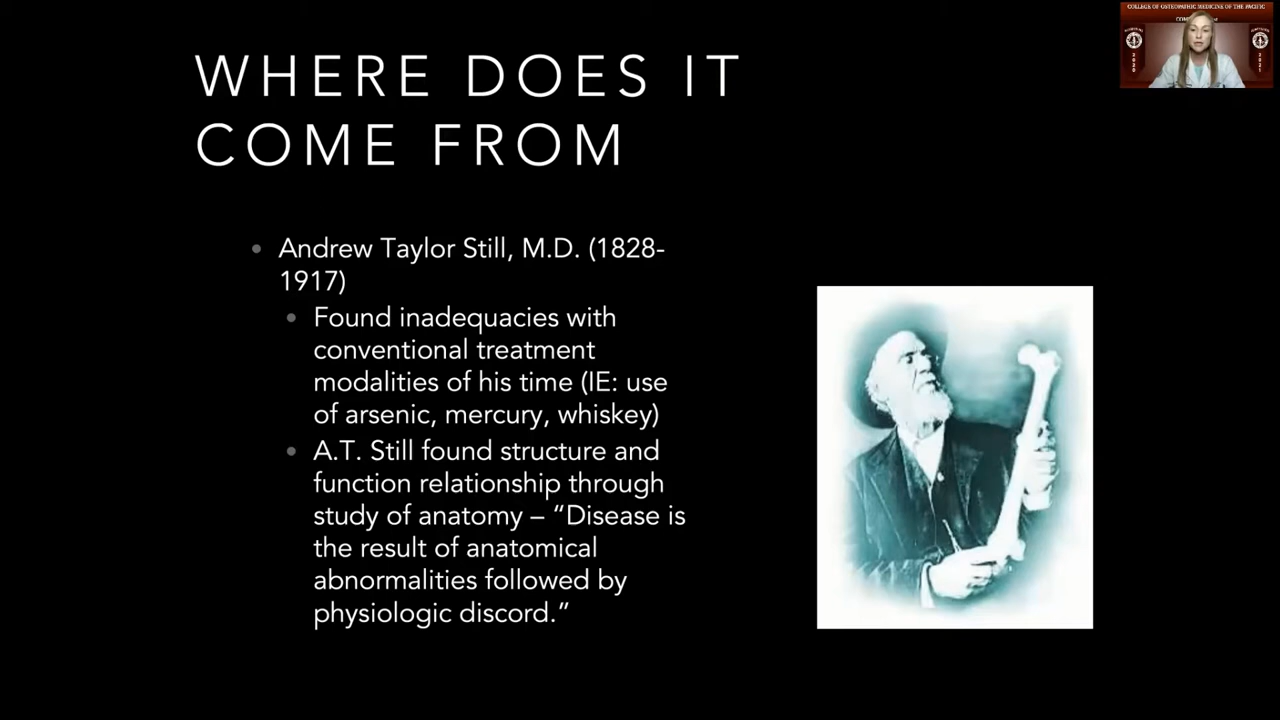 COLLEGE OF OSTEOPATHIC MEDICINE OF THE PACIFIC
WHERE DOES IT
COME FROM
• Andrew Taylor Still, M.D. (1828-
1917)
• Found inadequacies with
conventional treatment
modalities of his time (IE: use
of arsenic, mercury, whiskey)
• A.T. Still found structure and
function relationship through
study of anatomy – “Disease is
the result of anatomical
abnormalities followed by
physiologic discord.”